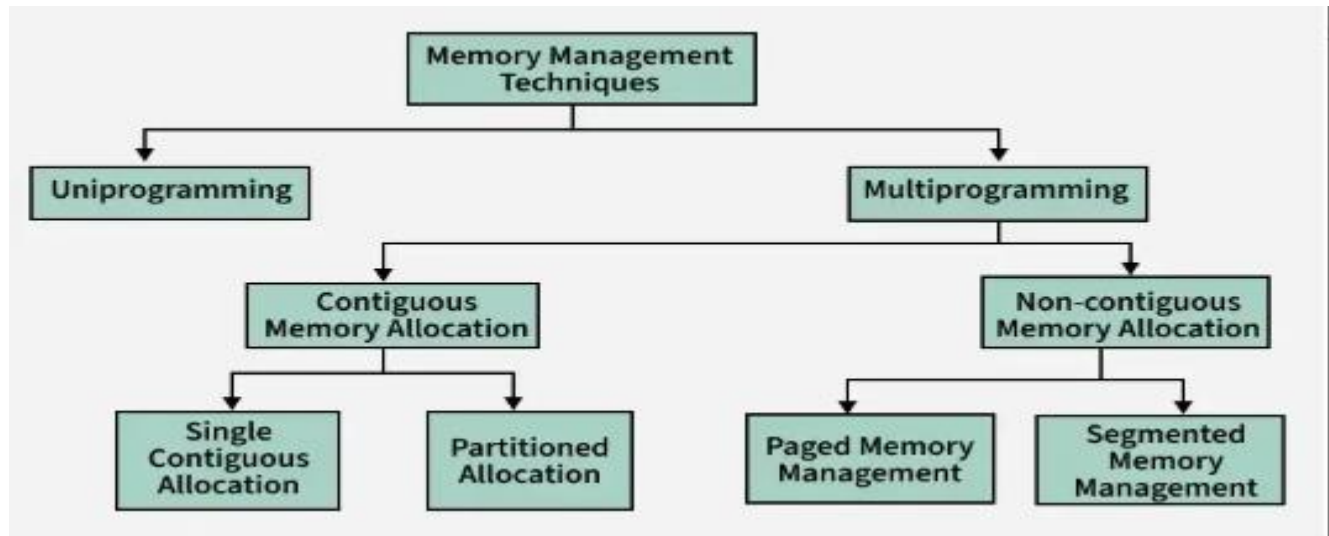 Memory Management
Techniques
Uniprogramming
Multiprogramming
Contiguous
Memory Allocation
Non-contiguous
Memory Allocation
Single
Contiguous
Allocation
Partitioned
Allocation
Paged Memory
Management
Segmented
Memory
Management